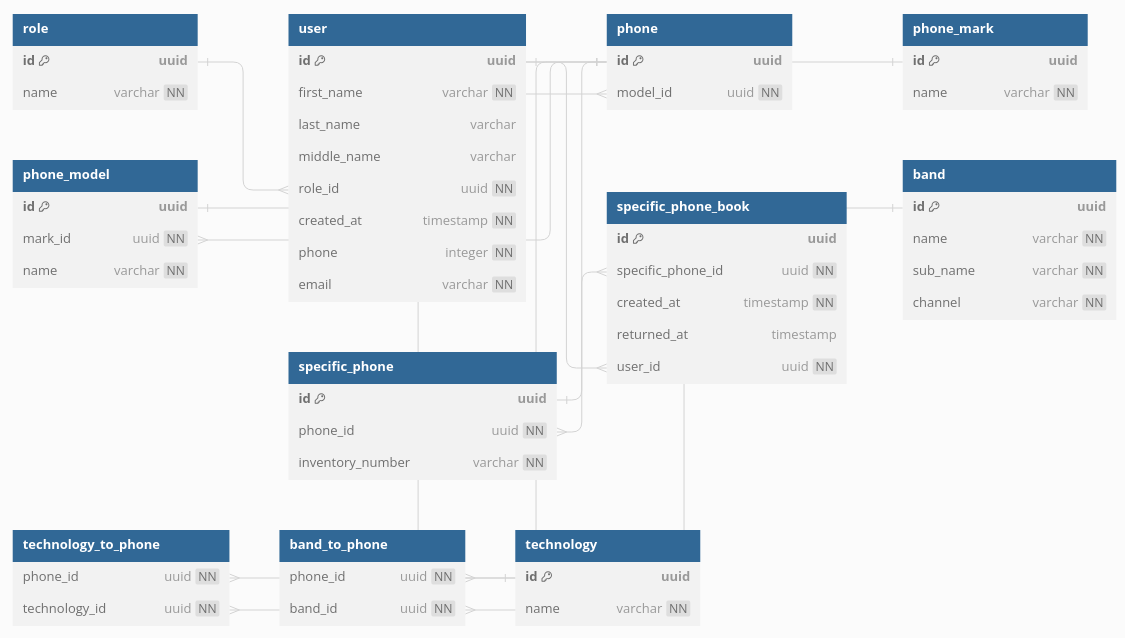 role
id uuid
name varchar NN
user
id uuid
first_name varchar NN
last_name varchar
middle_name varchar
role_id uuid NN
created_at timestamp NN
phone integer NN
email varchar NN
phone
id uuid
model_id uuid NN
phone_mark
id uuid
name varchar NN
phone_model
id uuid
mark_id uuid NN
name varchar NN
specific_phone_book
id uuid
specific_phone_id uuid NN
created_at timestamp NN
returned_at timestamp
user_id uuid NN
band
id uuid
name varchar NN
sub_name varchar NN
channel varchar NN
specific_phone
id uuid
phone_id uuid NN
inventory_number varchar NN
technology_to_phone
phone_id uuid NN
technology_id uuid NN
band_to_phone
phone_id uuid NN
band_id uuid NN
technology
id uuid
name varchar NN